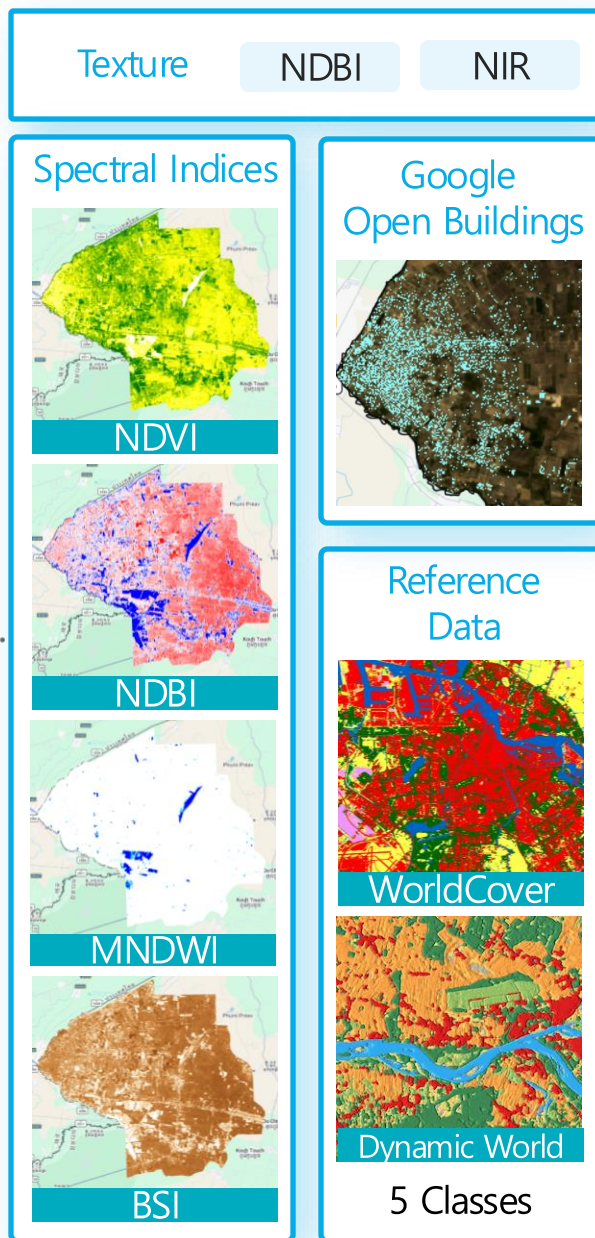 Texture
NDBI
NIR
Spectral Indices
NDVI
NDBI
MNDWI
BSI
Google
Open Buildings
Reference
Data
WorldCover
Dynamic World
5 Classes